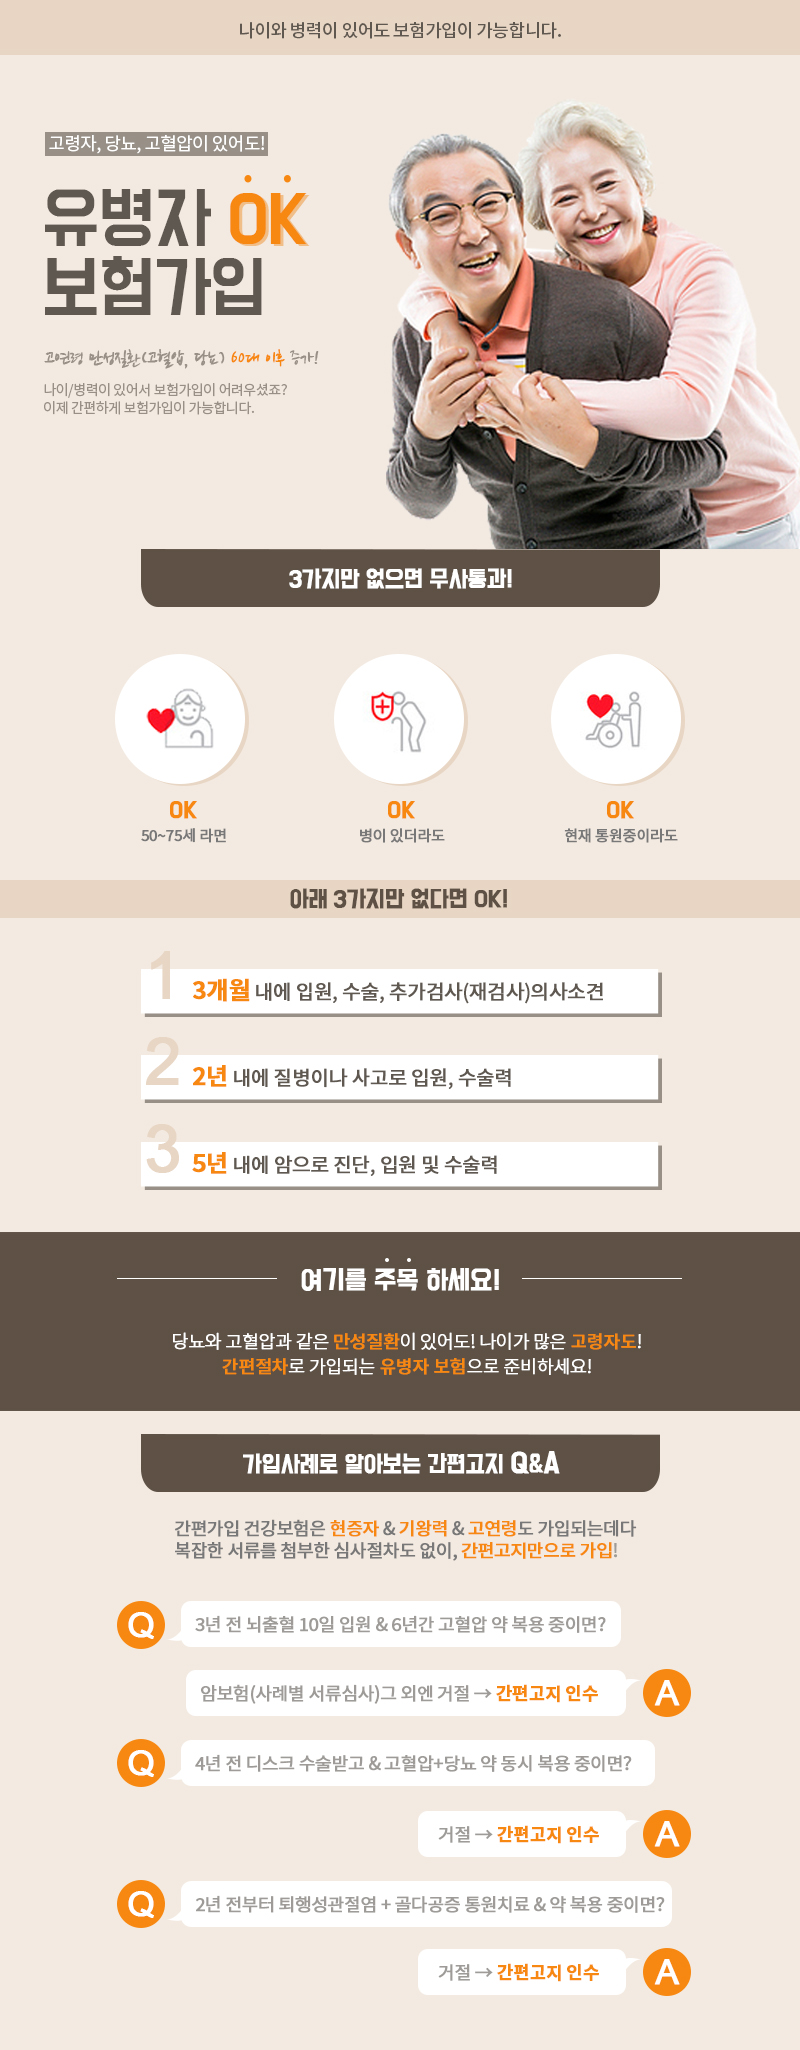 나이와 병력이 있어도 보험가입이 가능합니다.
고령자, 당뇨, 고혈압이 있어도!
유병자 OK
보험가입
고연령 만성질환(고혈압, 당뇨) 60대 이후 증가!
나이/병력이 있어서 보험가입이 어려우셨죠?
이제 간편하게 보험가입이 가능합니다.
3가지만 없으면 무사통과!
OK
50~75세 라면
OK
병이 있더라도
OK
현재 통원중이라도
아래 3가지만 없다면 OK!
1
3개월 내에 입원, 수술, 추가검사(재검사)의사소견
2
2년 내에 질병이나 사고로 입원, 수술력
3
5년 내에 암으로 진단, 입원 및 수술력
여기를 주목 하세요!
당뇨와 고혈압과 같은 만성질환이 있어도! 나이가 많은 고령자도!
간편절차로 가입되는 유병자 보험으로 준비하세요!
가입사례로 알아보는 간편고지 Q&A
간편가입 건강보험은 현증자 & 기왕력 & 고연령도 가입되는데다
복잡한 서류를 첨부한 심사절차도 없이, 간편고지만으로 가입!
Q
3년 전 뇌출혈 10일 입원 & 6년간 고혈압 약 복용 중이면?
암보험(사례별 서류심사)그 외엔 거절 → 간편고지 인수
A
Q
4년 전 디스크 수술받고 & 고혈압+당뇨 약 동시 복용 중이면?
거절 → 간편고지 인수
A
Q
2년 전부터 퇴행성관절염 + 골다공증 통원치료 & 약 복용 중이면?
거절 → 간편고지 인수
A